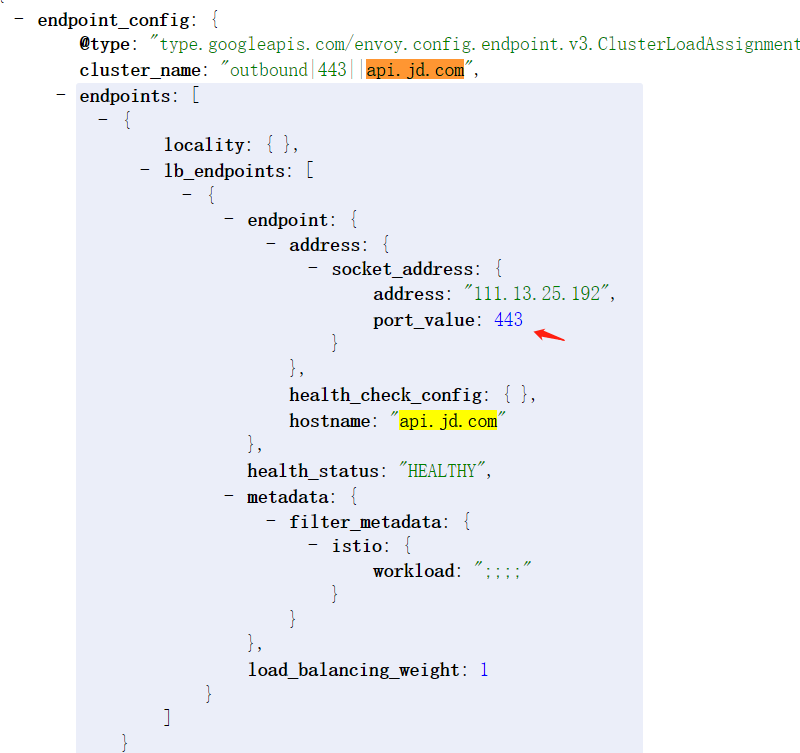 - endpoint_config: {
@type: "type.googleapis.com/envoy.config.endpoint.v3.ClusterLoadAssignment
cluster_name: "outbound|443||api.jd.com",
- endpoints: [
- {
locality: { },
- lb_endpoints: [
- {
- endpoint: {
- address: {
- socket_address: {
address: "111.13.25.192",
port_value: 443
}
},
health_check_config: { },
hostname: "api.jd.com"
},
health_status: "HEALTHY",
- metadata: {
- filter_metadata: {
- istio: {
workload: ";;;;"
}
}
},
load_balancing_weight: 1
}
]
}